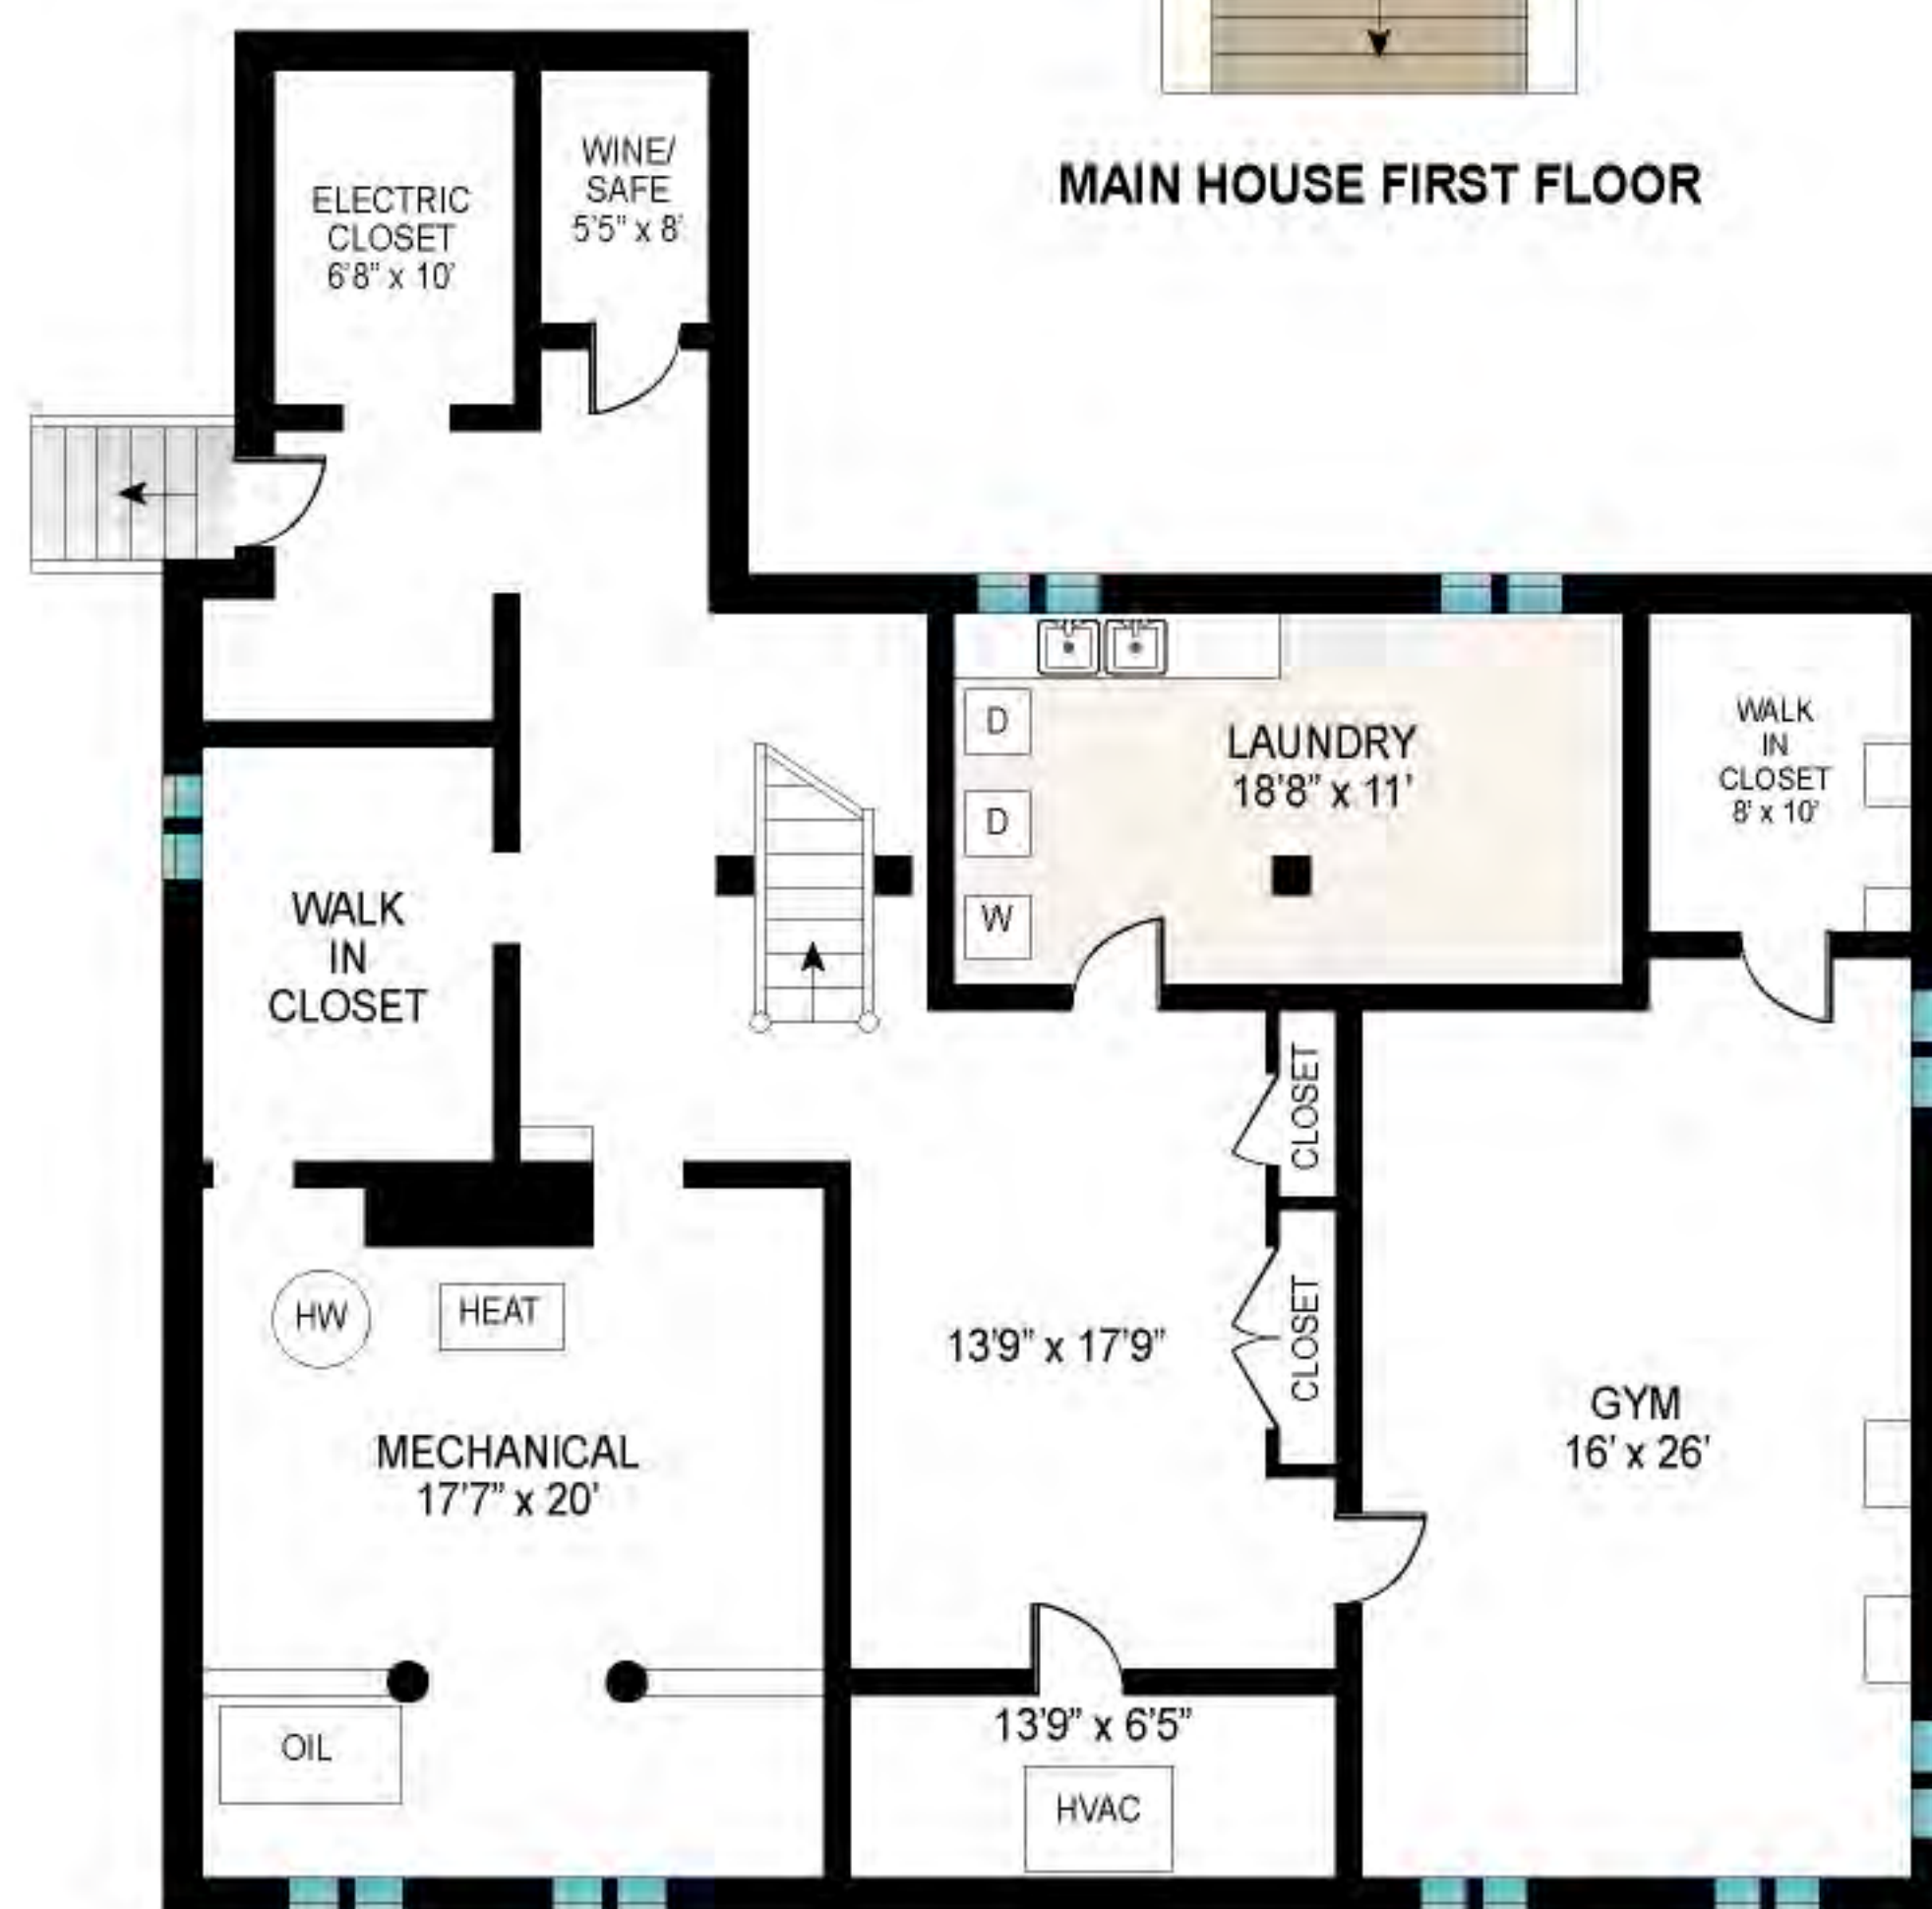 MAIN HOUSE FIRST FLOOR
ELECTRIC
CLOSET
6'8" x 10'
WINE/
SAFE
5'5" x 8'
LAUNDRY
18'8" x 11'
D
D
W
WALK
IN
CLOSET
8' x 10'
WALK
IN
CLOSET
CLOSET
CLOSET
HW
HEAT
MECHANICAL
17'7" x 20'
13'9" x 17'9"
GYM
16' x 26'
OIL
13'9" x 6'5"
HVAC